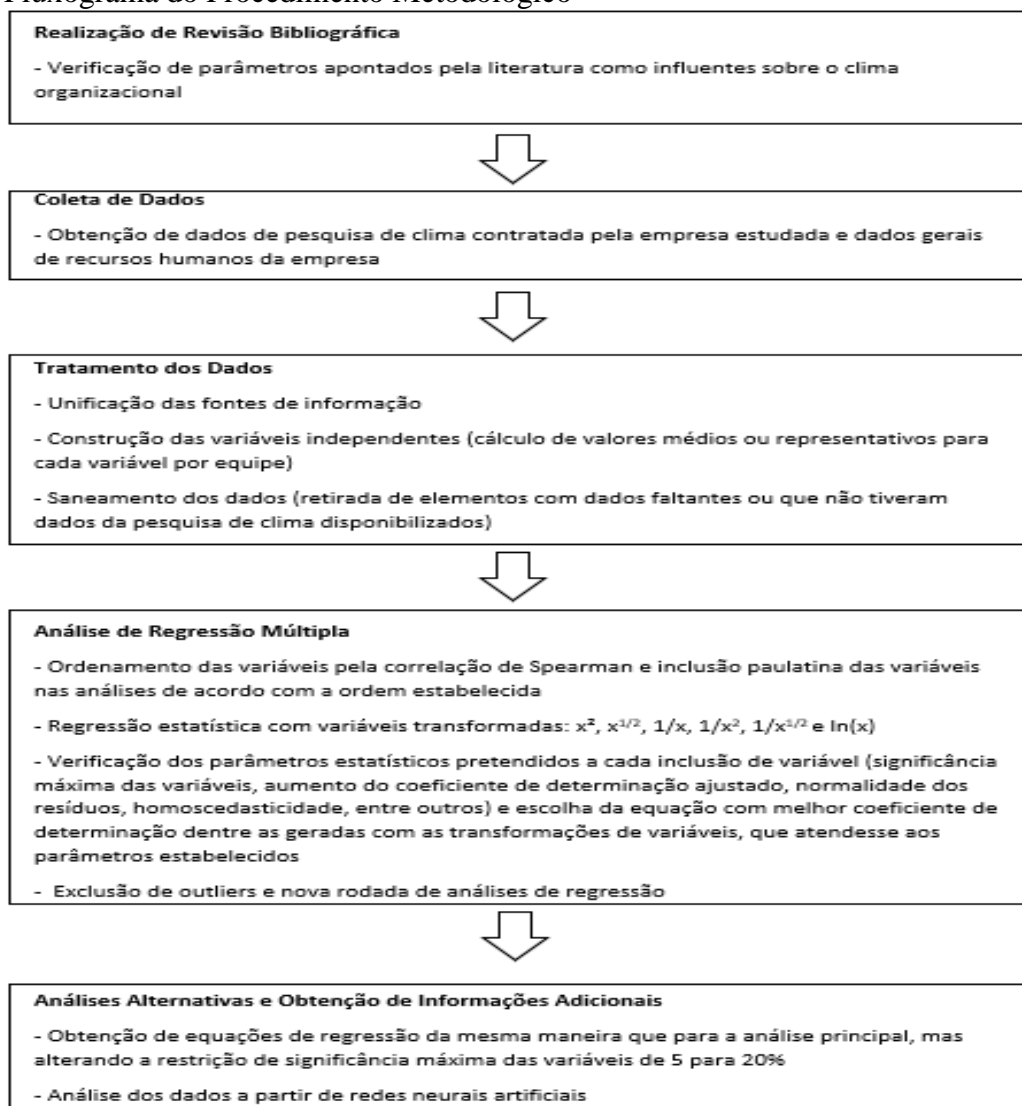 Fluxograma do Procedimento Metodológico
Realização de Revisão Bibliográfica
- Verificação de parâmetros apontados pela literatura como influentes sobre o clima
organizacional
Coleta de Dados
- Obtenção de dados de pesquisa de clima contratada pela empresa estudada e dados gerais
de recursos humanos da empresa
Tratamento dos Dados
- Unificação das fontes de informação
- Construção das variáveis independentes (cálculo de valores médios ou representativos para
cada variável por equipe)
- Saneamento dos dados (retirada de elementos com dados faltantes ou que não tiveram
dados da pesquisa de clima disponibilizados)
Análise de Regressão Múltipla
- Ordenamento das variáveis pela correlação de Spearman e inclusão paulatina das variáveis
nas análises de acordo com a ordem estabelecida
- Regressão estatística com variáveis transformadas: x², x^1/2, 1/x, 1/x², 1/x^1/2 e ln(x)
- Verificação dos parâmetros estatísticos pretendidos a cada inclusão de variável (significância
máxima das variáveis, aumento do coeficiente de determinação ajustado, normalidade dos
resíduos, homoscedasticidade, entre outros) e escolha da equação com melhor coeficiente de
determinação dentre as geradas com as transformações de variáveis, que atendesse aos
parâmetros estabelecidos
- Exclusão de outliers e nova rodada de análises de regressão
Análises Alternativas e Obtenção de Informações Adicionais
- Obtenção de equações de regressão da mesma maneira que para a análise principal, mas
alterando a restrição de significância máxima das variáveis de 5 para 20%
- Análise dos dados a partir de redes neurais artificiais